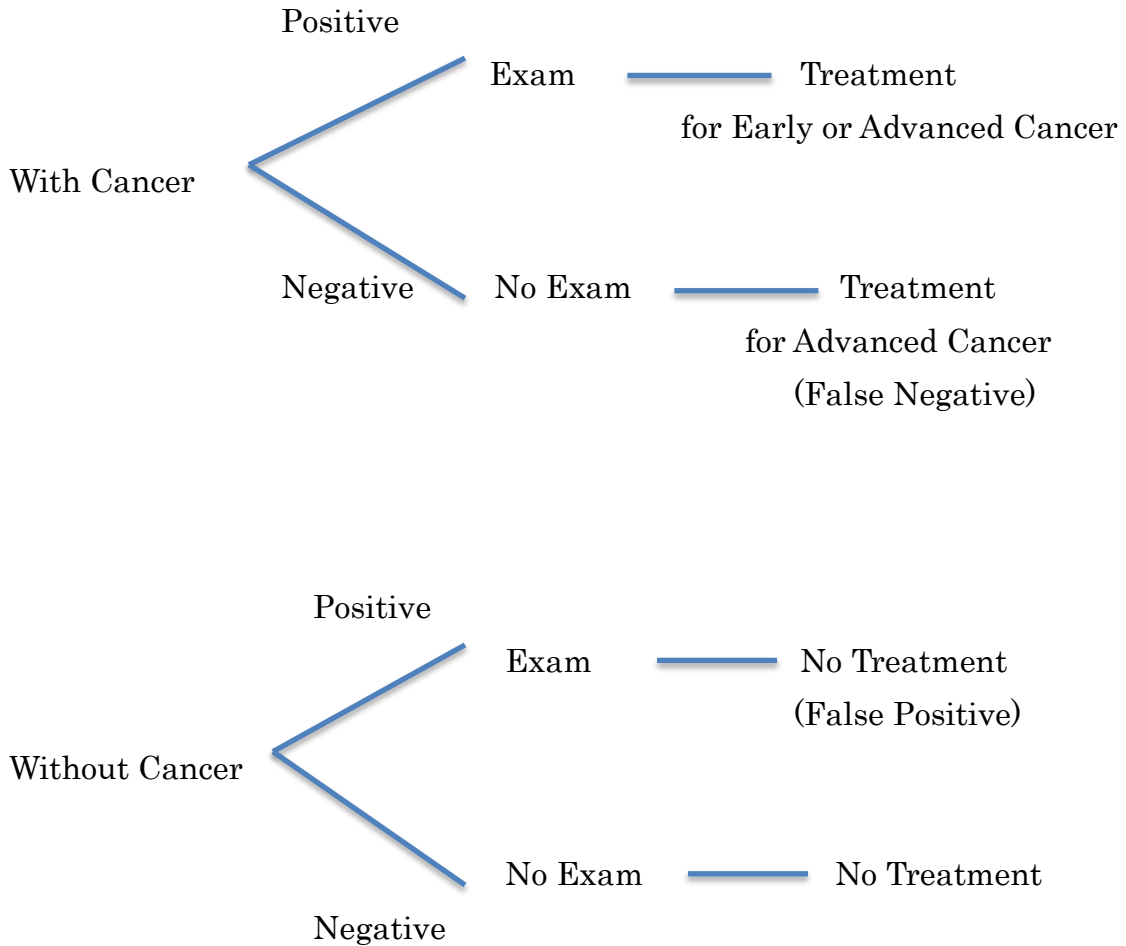 Positive
Exam Treatment
for Early or Advanced Cancer
With Cancer
Negative No Exam Treatment
for Advanced Cancer
(False Negative)
Positive
Exam No Treatment
(False Positive)
Without Cancer
No Exam No Treatment
Negative